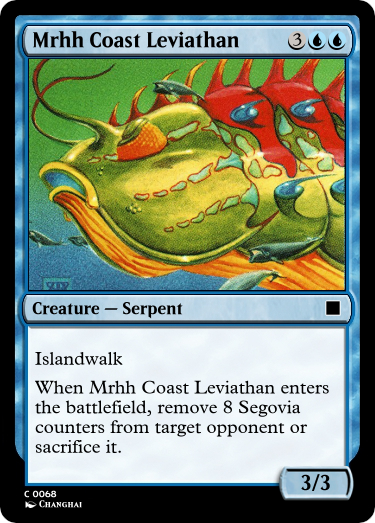 Mrhh Coast Leviathan 3
Creature — Serpent
Islandwalk
When Mrhh Coast Leviathan enters
the battlefield, remove 8 Segovia
counters from target opponent or
sacrifice it.
3/3
C 0068
Changhai